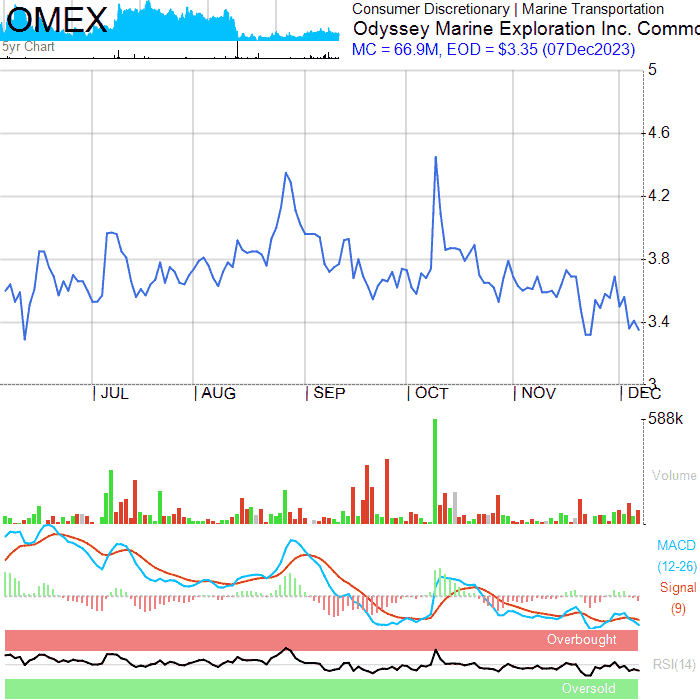 OMEX
5yr Chart
Consumer Discretionary | Marine Transportation
Odyssey Marine Exploration Inc. Commo
MC = 66.9M, EOD = $3.35 (07Dec2023)
5
4.6
4.2
3.8
3.4
3
JUL AUG SEP OCT NOV DEC
588k
Volume
MACD
(12-26)
Signal
(9)
Overbought
RSI(14)
Oversold